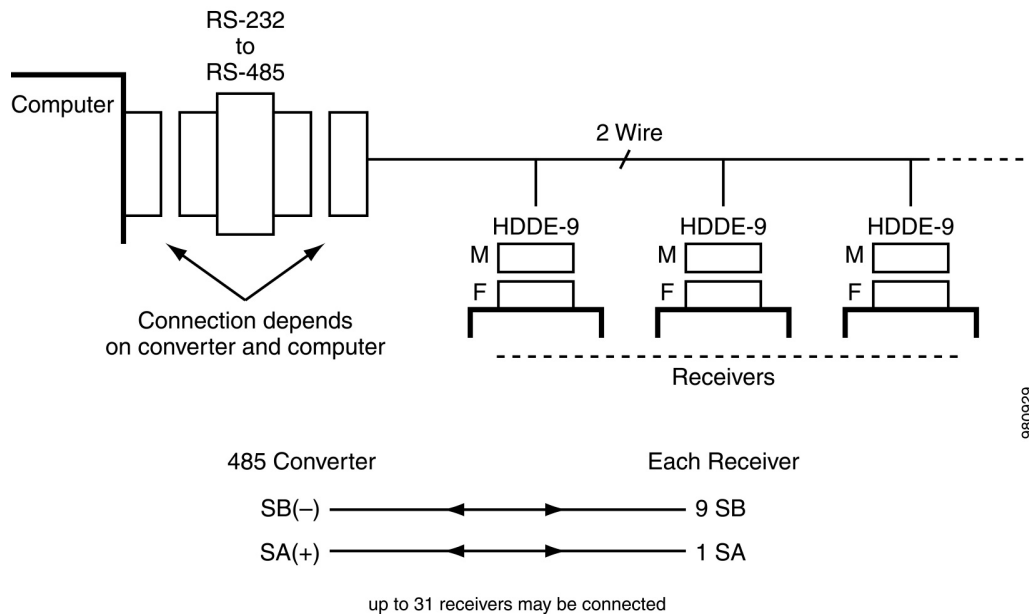 RS-232
to
RS-485
Computer
2 Wire
HDDE-9 HDDE-9 HDDE-9
M M M
F F F
Connection depends
on converter and computer
Receivers
980929
485 Converter Each Receiver
SB(–) 9 SB
SA(+) 1 SA
up to 31 receivers may be connected